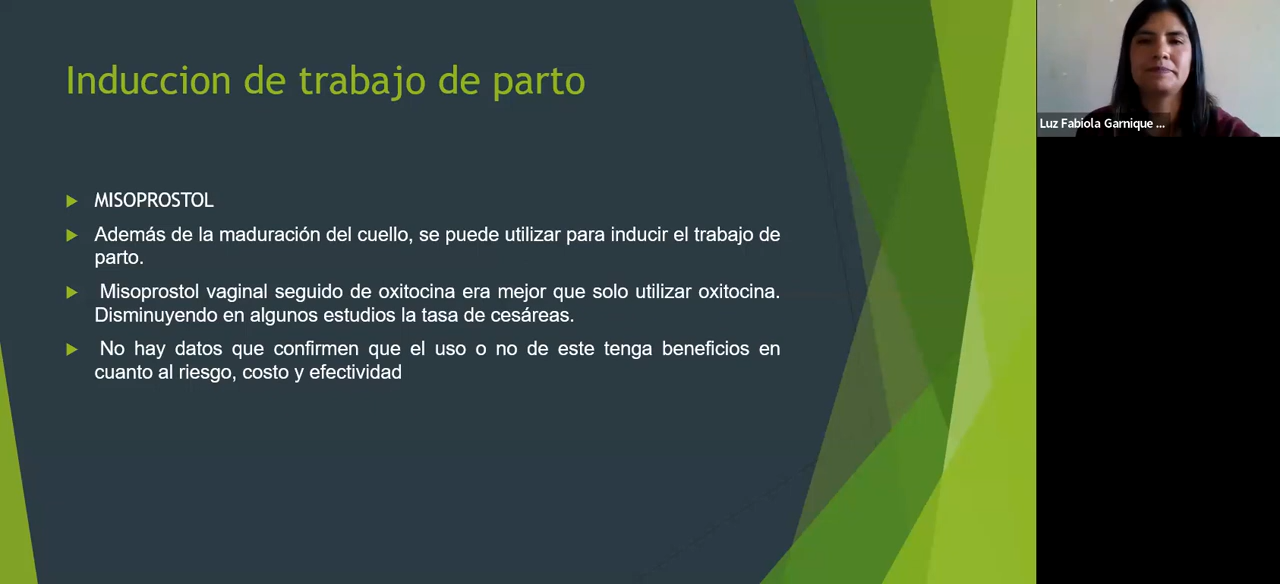 Induccion de trabajo de parto
MISOPROSTOL
Además de la maduración del cuello, se puede utilizar para inducir el trabajo de
parto.
Misoprostol vaginal seguido de oxitocina era mejor que solo utilizar oxitocina.
Disminuyendo en algunos estudios la tasa de cesáreas.
No hay datos que confirmen que el uso o no de este tenga beneficios en
cuanto al riesgo, costo y efectividad
Luz Fabiola Garnique ...